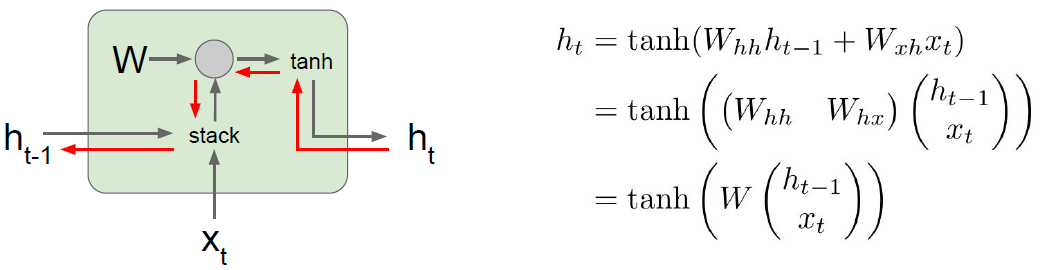 W
tanh
stack
h_{t-1}
h_t
x_t
h_t = tanh(W_{hh}h_{t-1} + W_{xh}x_t)
= tanh ( (W_{hh} W_{hx}) (h_{t-1} x_t) )
= tanh ( W (h_{t-1} x_t) )